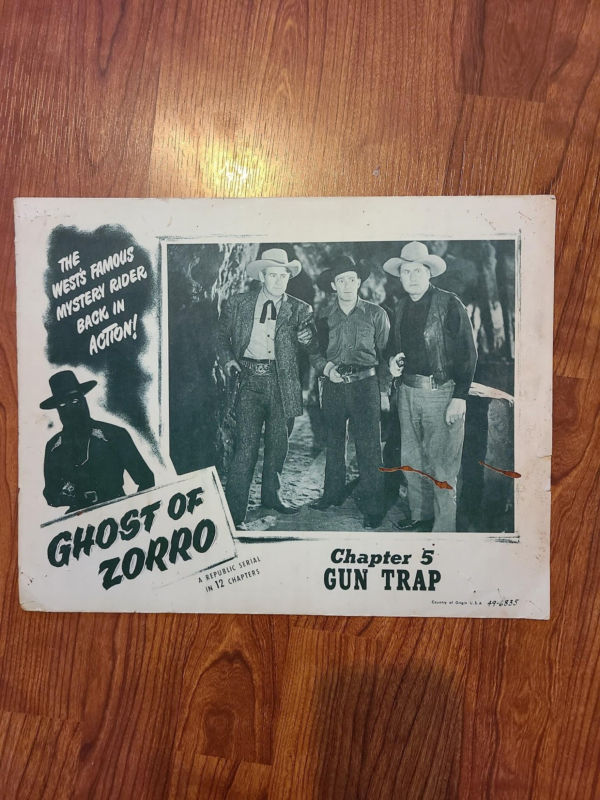 THE
WEST'S FAMOUS
MYSTERY RIDER
BACK IN
ACTION!
GHOST OF
ZORRO
A REPUBLIC SERIAL
IN 12 CHAPTERS
Chapter 5
GUN TRAP
Country of Origin U.S.A. 49-6835